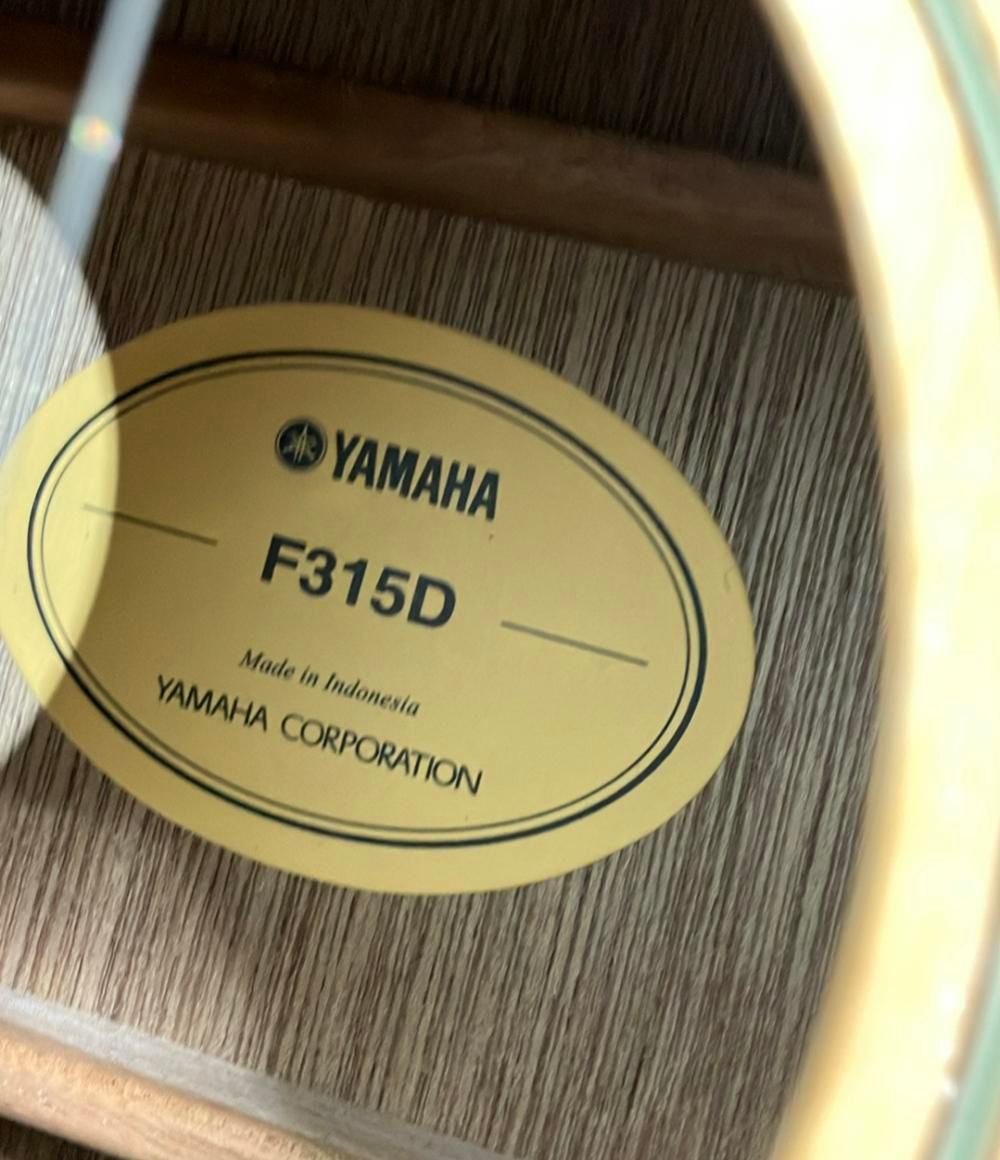 YAMAHA
F315D
Made in Indonesia
YAMAHA CORPORATION